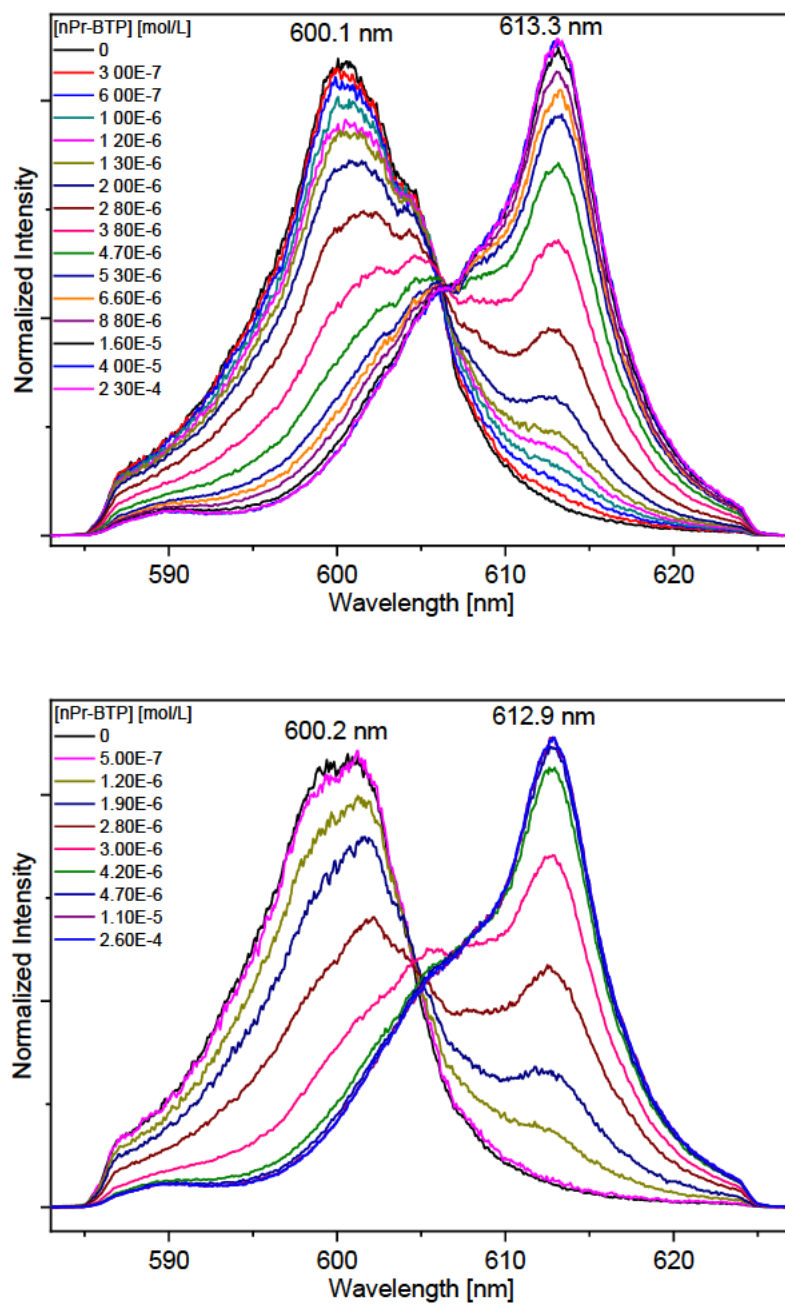 600.1 nm
613.3 nm
[nPr-BTP] [mol/L]
0
3 00E-7
6 00E-7
1 00E-6
1 20E-6
1 30E-6
2 00E-6
2 80E-6
3 80E-6
4.70E-6
5 30E-6
6 60E-6
8 80E-6
1.60E-5
4 00E-5
2 30E-4
Normalized Intensity
590
600
610
620
Wavelength [nm]
600.2 nm
612.9 nm
[nPr-BTP] [mol/L]
0
5.00E-7
1.20E-6
1.90E-6
2.80E-6
3.00E-6
4.20E-6
4.70E-6
1.10E-5
2.60E-4
Normalized Intensity
590
600
610
620
Wavelength [nm]